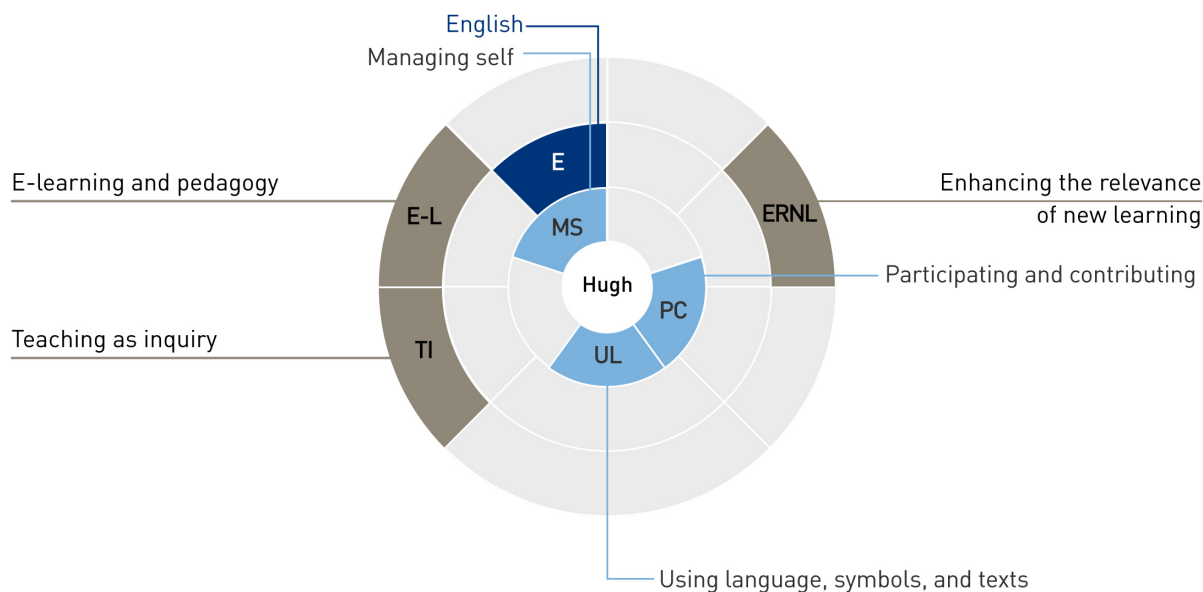 English
Managing self
E
E-learning and pedagogy
Enhancing the relevance
of new learning
E-L
ERNL
MS
Participating and contributing
Hugh
PC
Teaching as inquiry
TI
UL
Using language, symbols, and texts